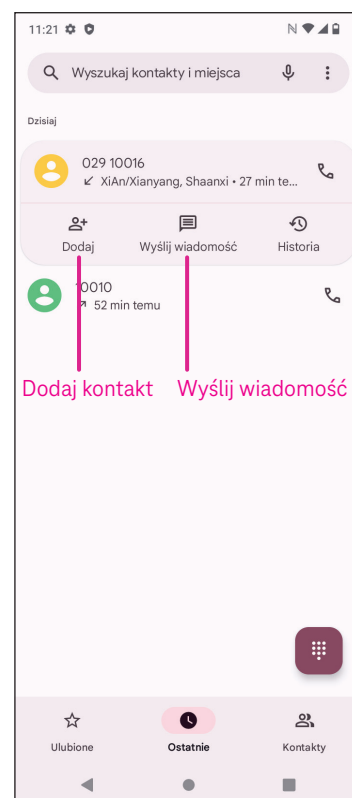 11:21
Wyszukaj kontakty i miejsca
Dzisiaj
029 10016
XiAn/Xianyang, Shaanxi • 27 min te...
Dodaj
Wyślij wiadomość
Historia
10010
52 min temu
Dodaj kontakt
Wyślij wiadomość
Ulubione
Ostatnie
Kontakty